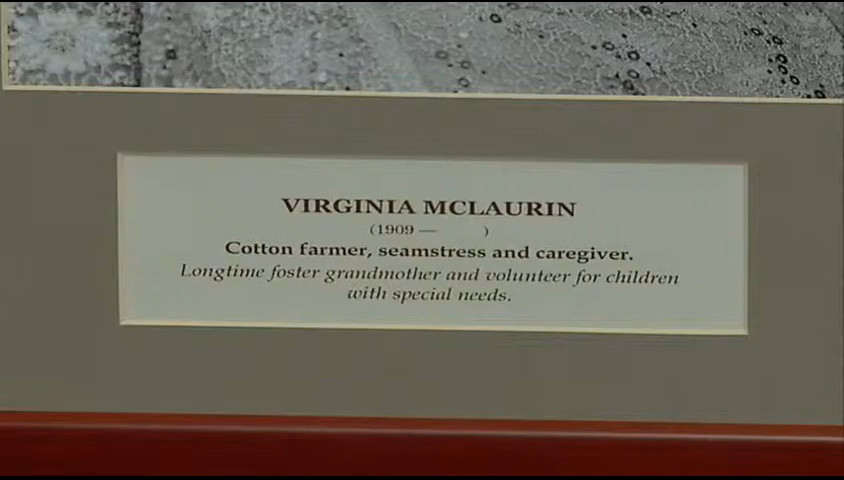 VIRGINIA MCLAURIN
(1909 — )
Cotton farmer, seamstress and caregiver.
Longtime foster grandmother and volunteer for children
with special needs.